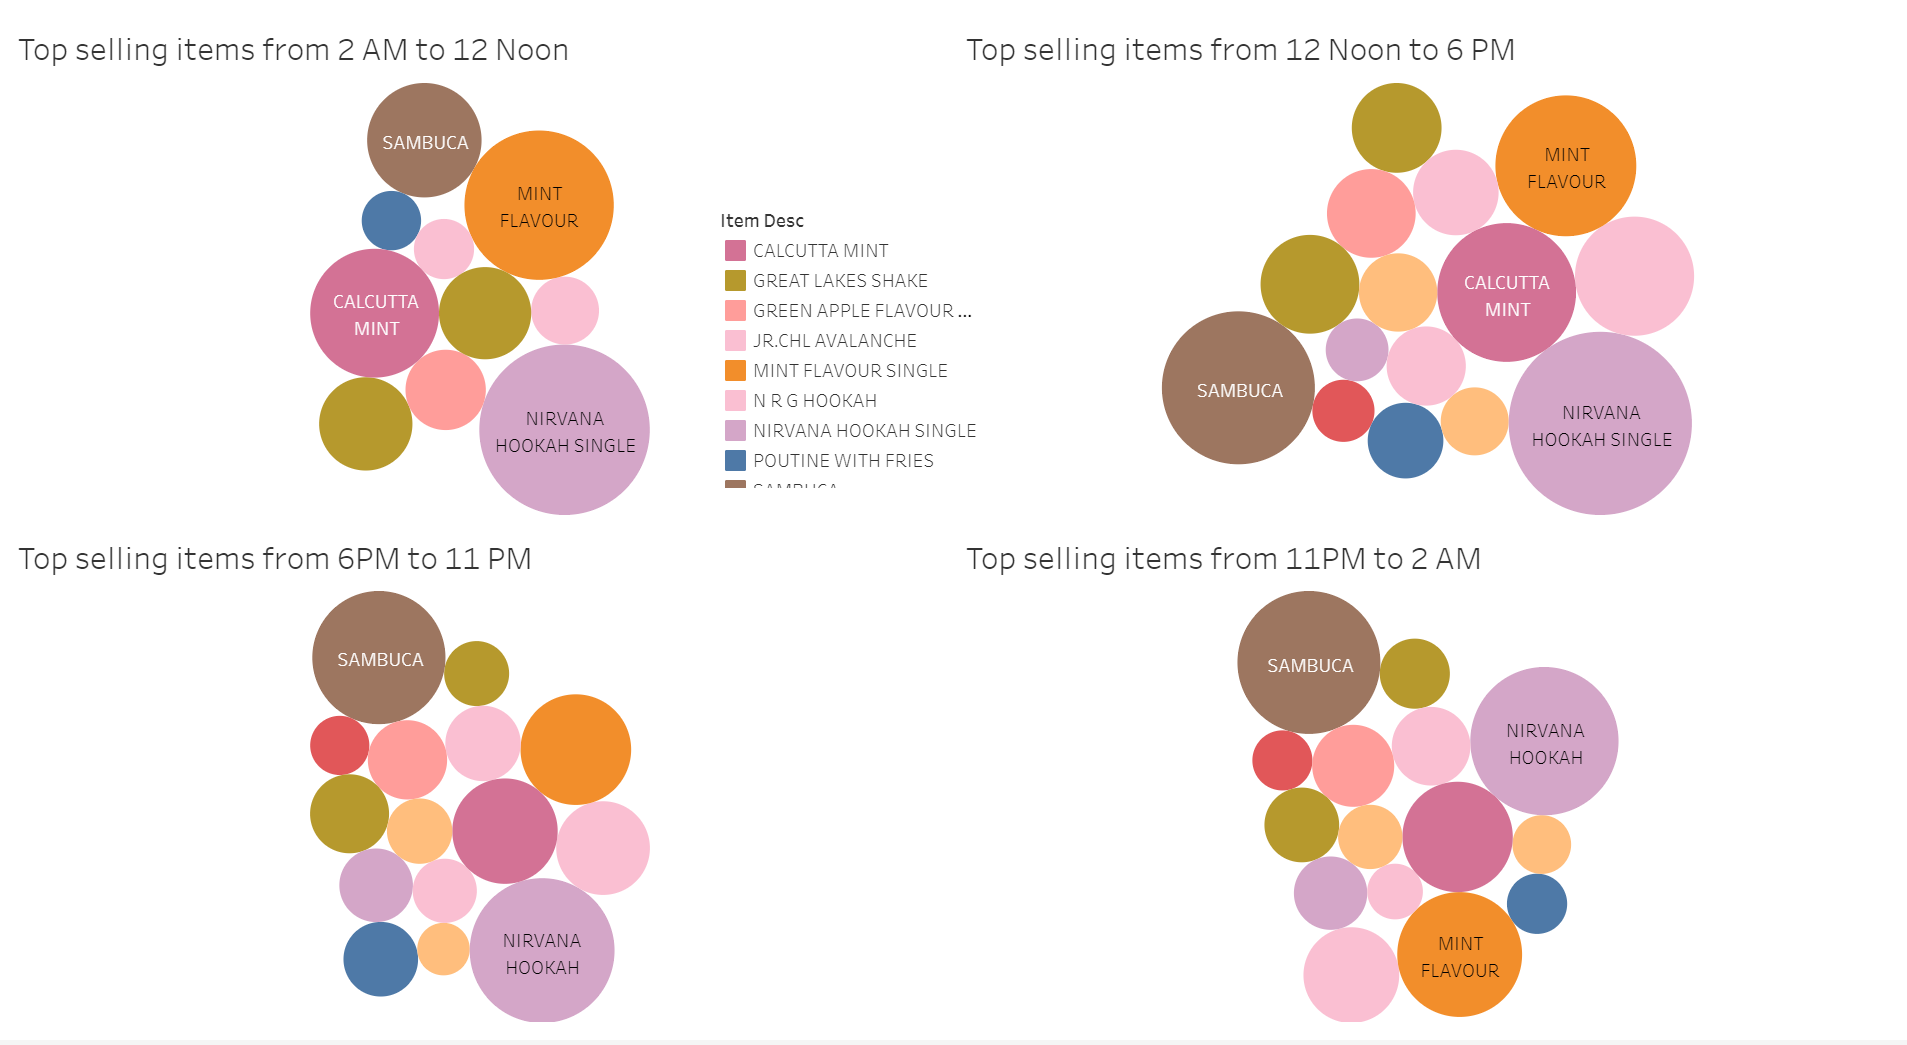 Top selling items from 2 AM to 12 Noon
SAMBUCA
MINT
FLAVOUR
CALCUTTA
MINT
NIRVANA
HOOKAH SINGLE
Item Desc
CALCUTTA MINT
GREAT LAKES SHAKE
GREEN APPLE FLAVOUR ...
JR.CHL AVALANCHE
MINT FLAVOUR SINGLE
N R G HOOKAH
NIRVANA HOOKAH SINGLE
POUTINE WITH FRIES
SAMBUCA
Top selling items from 12 Noon to 6 PM
MINT
FLAVOUR
CALCUTTA
MINT
SAMBUCA
NIRVANA
HOOKAH SINGLE
Top selling items from 6PM to 11 PM
SAMBUCA
NIRVANA
HOOKAH
Top selling items from 11PM to 2 AM
SAMBUCA
NIRVANA
HOOKAH
MINT
FLAVOUR